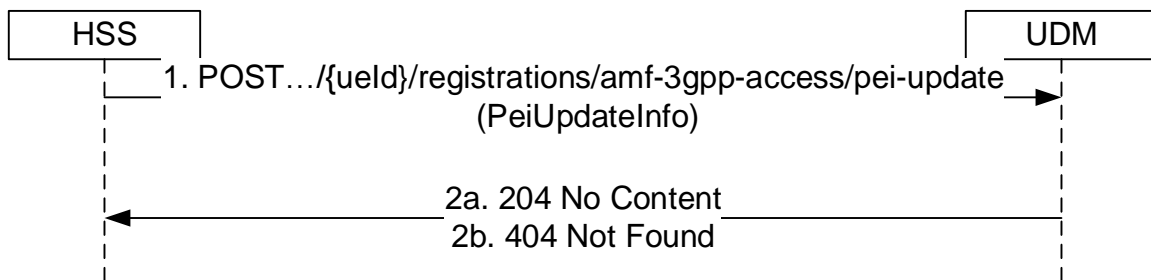 HSS
UDM
1. POST…/{ueId}/registrations/amf-3gpp-access/pei-update
(PeiUpdateInfo)
2a. 204 No Content
2b. 404 Not Found